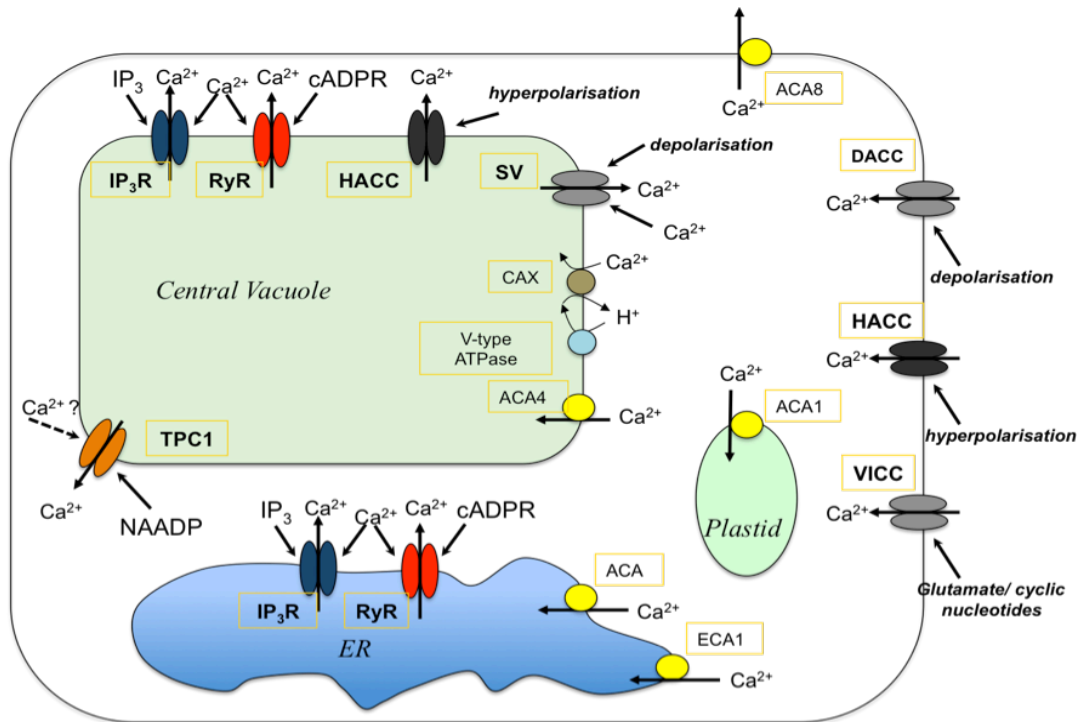 IP₃
Ca²⁺
Ca²⁺
Ca²⁺
cADPR
Ca²⁺
hyperpolarisation
IP₃R
RyR
HACC
SV
depolarisation
Ca²⁺
Ca²⁺
Central Vacuole
CAX
Ca²⁺
H⁺
V-type
ATPase
ACA4
Ca²⁺
Ca²⁺ ?
TPC1
Ca²⁺
NAADP
Ca²⁺
ACA8
DACC
Ca²⁺
depolarisation
HACC
Ca²⁺
hyperpolarisation
VICC
Ca²⁺
Glutamate/ cyclic
nucleotides
Ca²⁺
ACA1
Plastid
IP₃
Ca²⁺
Ca²⁺
Ca²⁺
cADPR
IP₃R
RyR
ER
ACA
Ca²⁺
ECA1
Ca²⁺